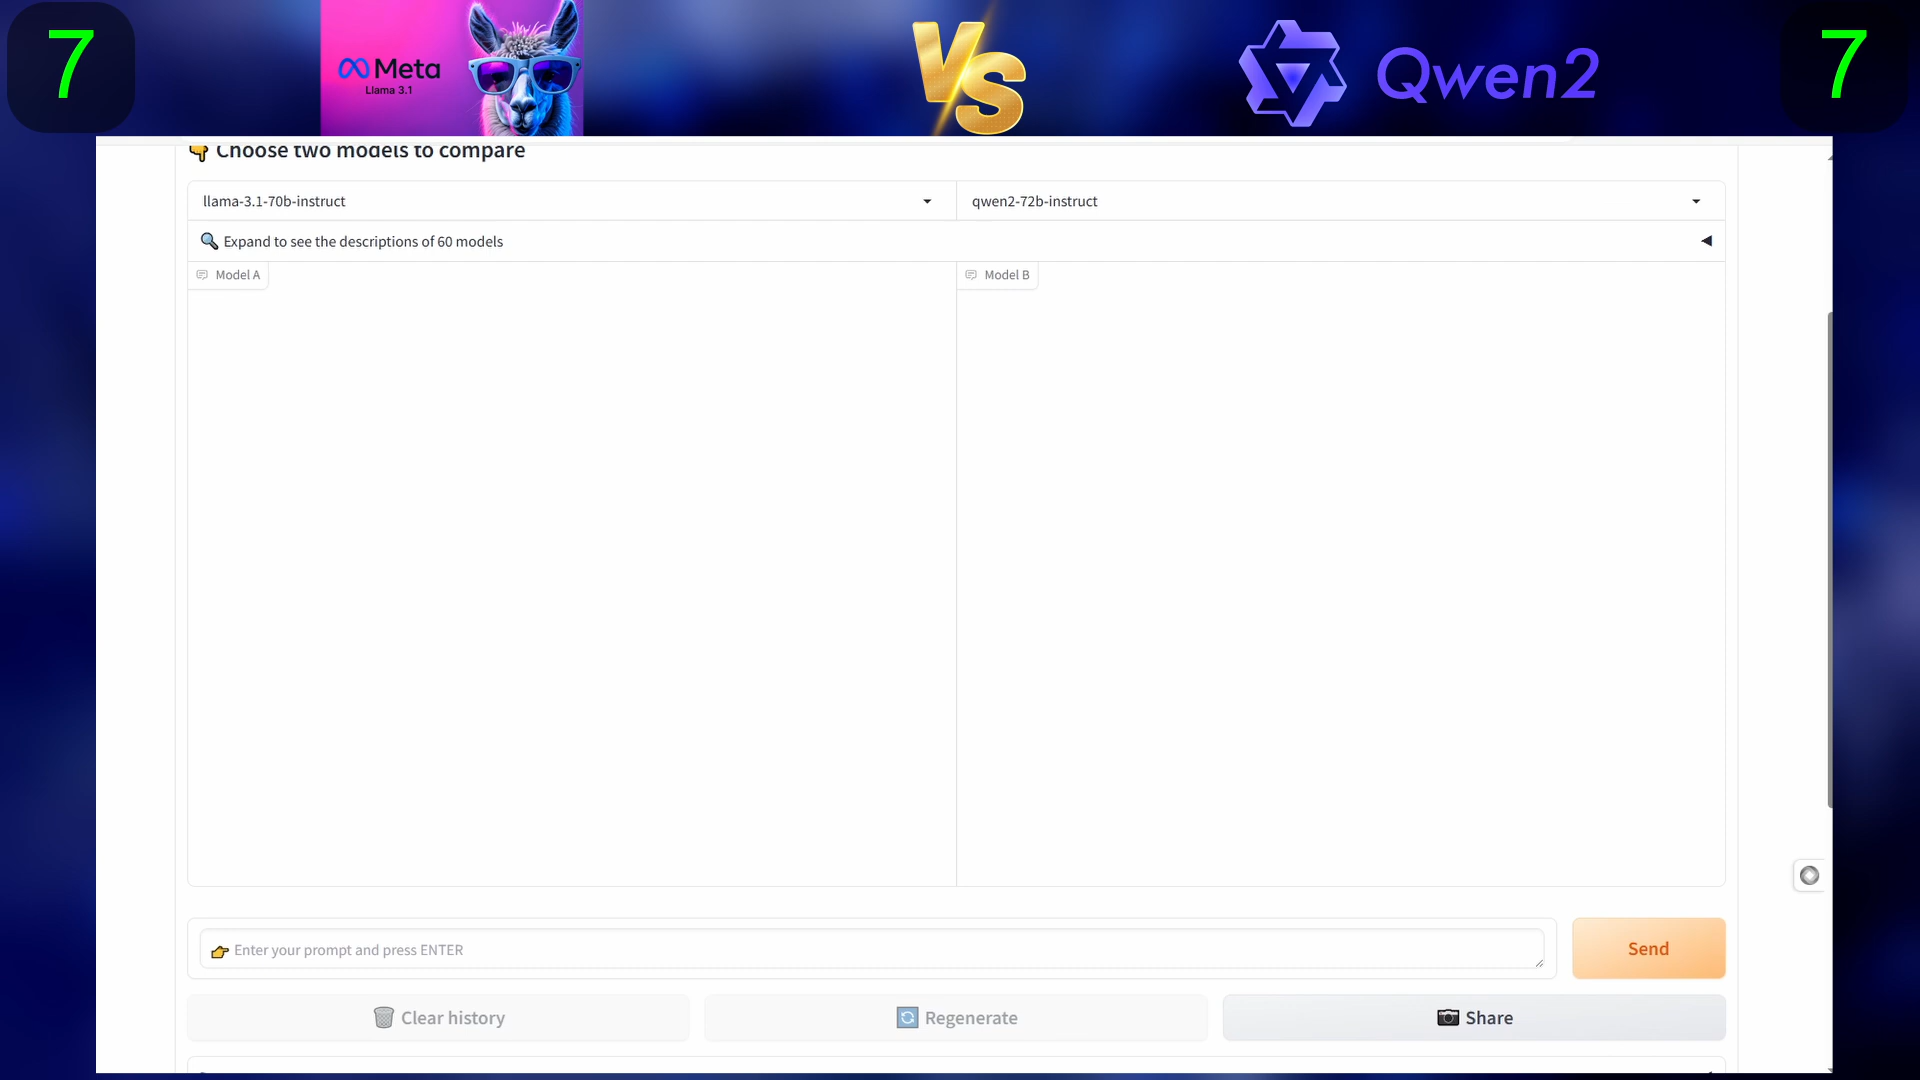 7
Meta
Llama 3.1
VS
Qwen2
7
Choose two models to compare
llama-3.1-70b-instruct
qwen2-72b-instruct
Expand to see the descriptions of 60 models
Model A
Model B
Enter your prompt and press ENTER
Send
Clear history
Regenerate
Share